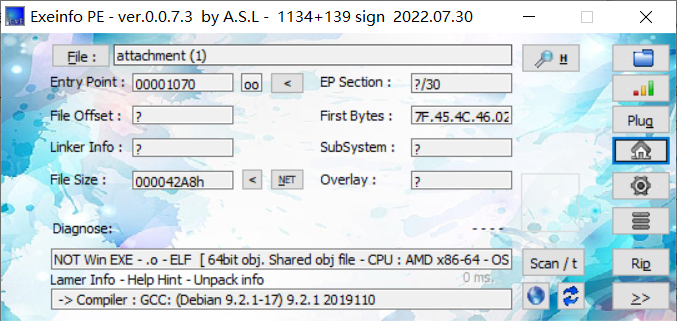 Exeinfo PE - ver.0.0.7.3 by A.S.L - 1134+139 sign 2022.07.30
File : attachment (1) H
Entry Point : 00001070 oo < EP Section : ?/30
File Offset : ? First Bytes : 7F.45.4C.46.02 Plug
Linker Info : ? SubSystem : ?
File Size : 000042A8h < NET Overlay : ?
Diagnose: ----
NOT Win EXE - .o - ELF [ 64bit obj. Shared obj file - CPU : AMD x86-64 - OS Scan / t Rip
Lamer Info - Help Hint - Unpack info 0 ms.
-> Compiler : GCC: (Debian 9.2.1-17) 9.2.1 2019110 >>